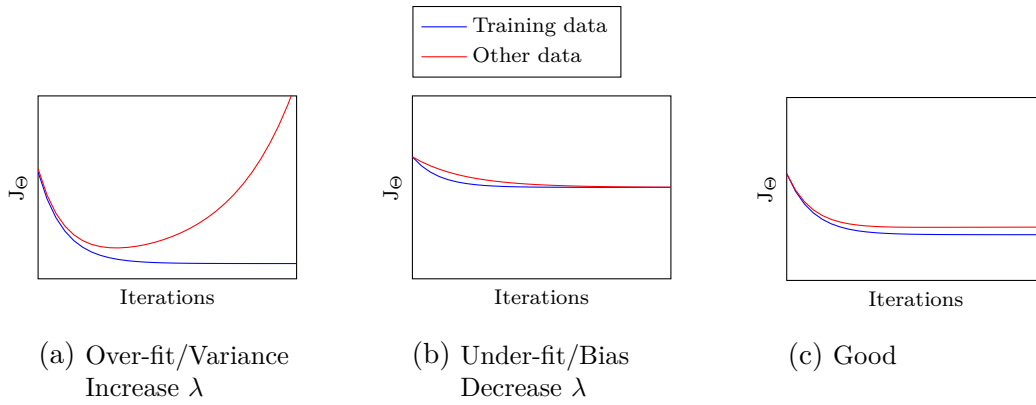 Training data
Other data
J_Θ
Iterations
(a) Over-fit/Variance
Increase λ
J_Θ
Iterations
(b) Under-fit/Bias
Decrease λ
J_Θ
Iterations
(c) Good